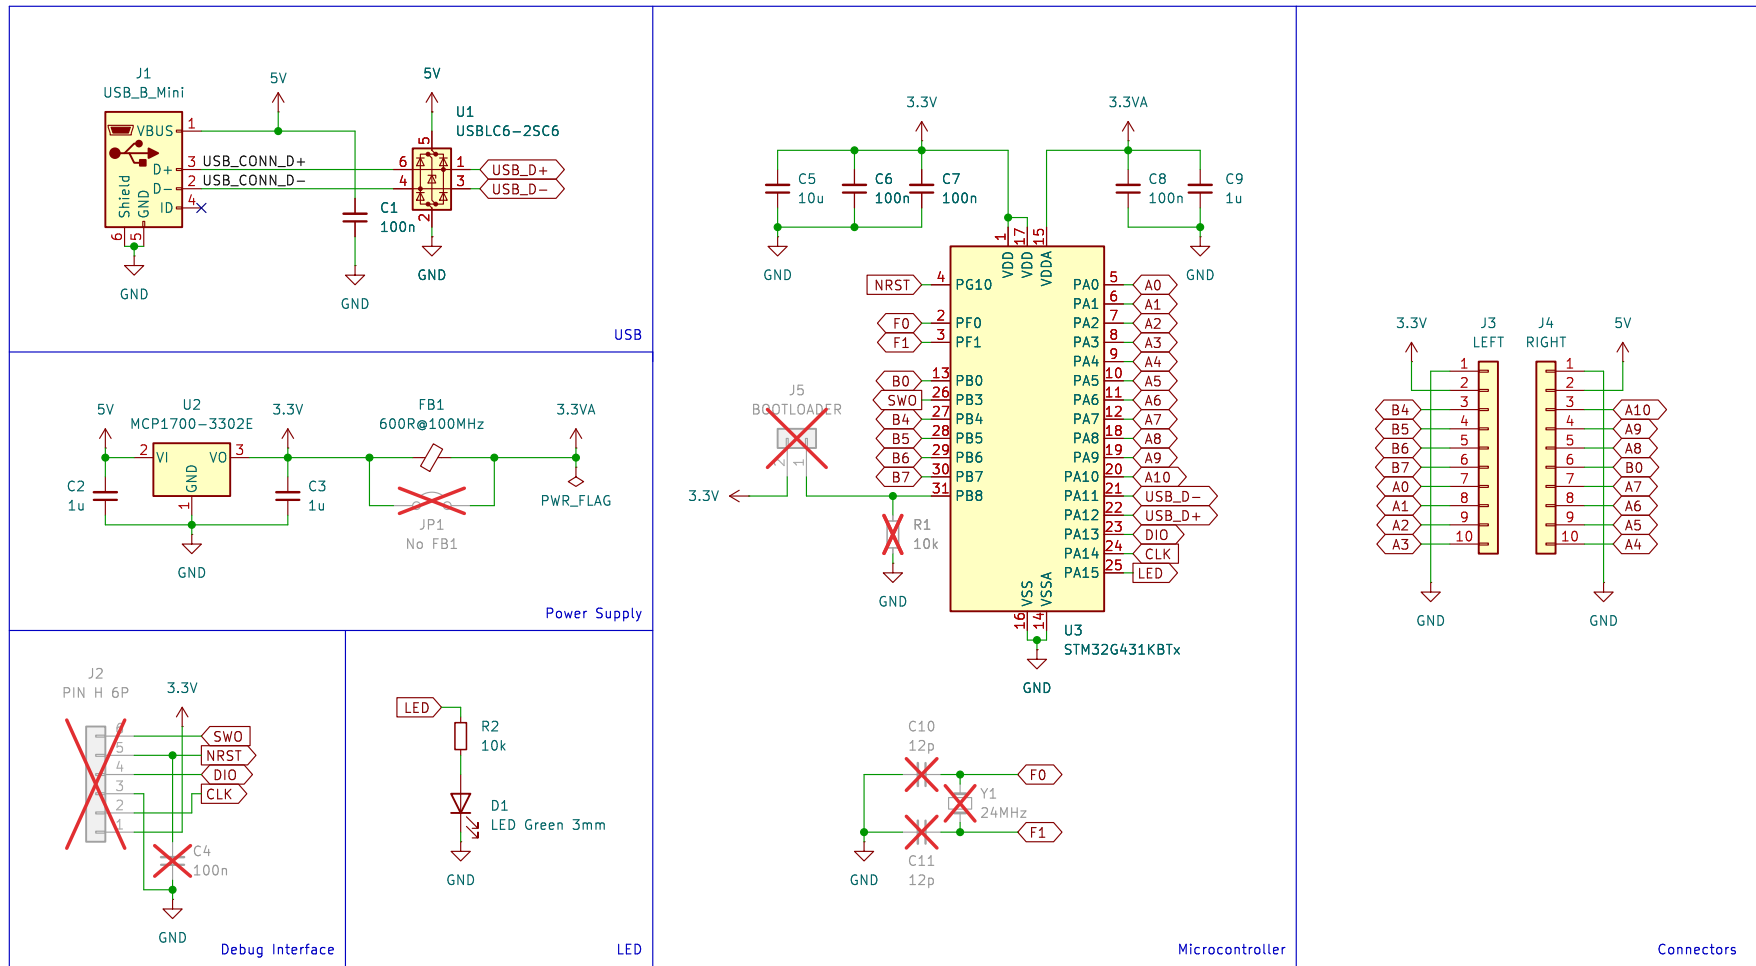 J1
USB_B_Mini
VBUS
D+
D-
ID
Shield
GND
1
3
2
4
6
5
GND
5V
USB_CONN_D+
USB_CONN_D-
C1
100n
GND
5V
U1
USBLC6-2SC6
5
6
4
1
3
2
USB_D+
USB_D-
GND
USB
5V
U2
MCP1700-3302E
2
VI
VO
3
GND
1
C2
1u
3.3V
C3
1u
GND
FB1
600R@100MHz
JP1
No FB1
3.3VA
PWR_FLAG
Power Supply
J2
PIN H 6P
3.3V
6
5
4
3
2
1
SWO
NRST
DIO
CLK
C4
100n
GND
Debug Interface
LED
R2
10k
D1
LED Green 3mm
GND
LED
3.3V
3.3VA
C5
10u
C6
100n
C7
100n
C8
100n
C9
1u
GND
GND
1
17
15
VDD
VDD
VDDA
NRST
4
PG10
F0
2
PF0
F1
3
PF1
B0
13
PB0
SWO
26
PB3
B4
27
PB4
B5
28
PB5
B6
29
PB6
B7
30
PB7
31
PB8
PA0
5
A0
PA1
6
A1
PA2
7
A2
PA3
8
A3
PA4
9
A4
PA5
10
A5
PA6
11
A6
PA7
12
A7
PA8
18
A8
PA9
19
A9
PA10
20
A10
PA11
21
USB_D-
PA12
22
USB_D+
PA13
23
DIO
PA14
24
CLK
PA15
25
LED
VSS
VSSA
16
14
U3
STM32G431KBTx
GND
J5
BOOTLOADER
2
1
3.3V
R1
10k
GND
C10
12p
Y1
24MHz
F0
F1
C11
12p
GND
Microcontroller
3.3V
J3
LEFT
1
2
B4
3
B5
4
B6
5
B7
6
A0
7
A1
8
A2
9
A3
10
GND
J4
RIGHT
5V
1
2
3
A10
4
A9
5
A8
6
B0
7
A7
8
A6
9
A5
10
A4
GND
Connectors